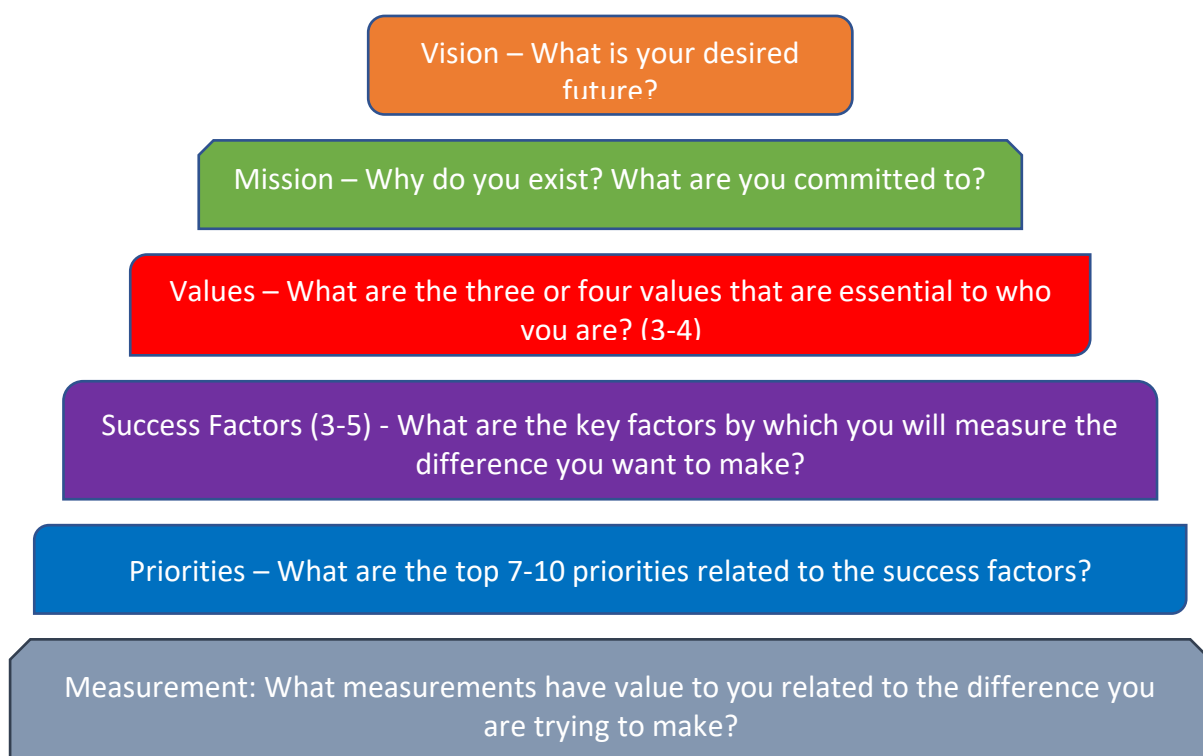 Vision – What is your desired
future?
Mission – Why do you exist? What are you committed to?
Values – What are the three or four values that are essential to who
you are? (3-4)
Success Factors (3-5) - What are the key factors by which you will measure the
difference you want to make?
Priorities – What are the top 7-10 priorities related to the success factors?
Measurement: What measurements have value to you related to the difference you
are trying to make?